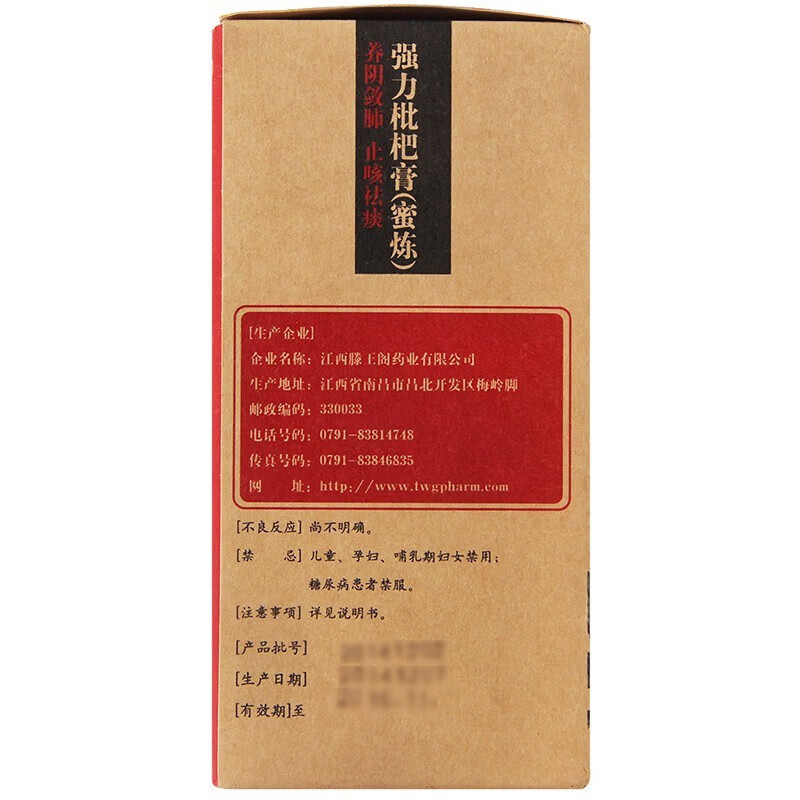 强力枇杷膏(蜜炼)
养阴敛肺 止咳祛痰
[生产企业]
企业名称：江西滕王阁药业有限公司
生产地址：江西省南昌市昌北开发区梅岭脚
邮政编码：330033
电话号码：0791-83814748
传真号码：0791-83846835
网 址：http://www.twgpharm.com
[不良反应] 尚不明确。
[禁 忌] 儿童、孕妇、哺乳期妇女禁用；
糖尿病患者禁服。
[注意事项] 详见说明书。
[产品批号]
[生产日期]
[有效期]至